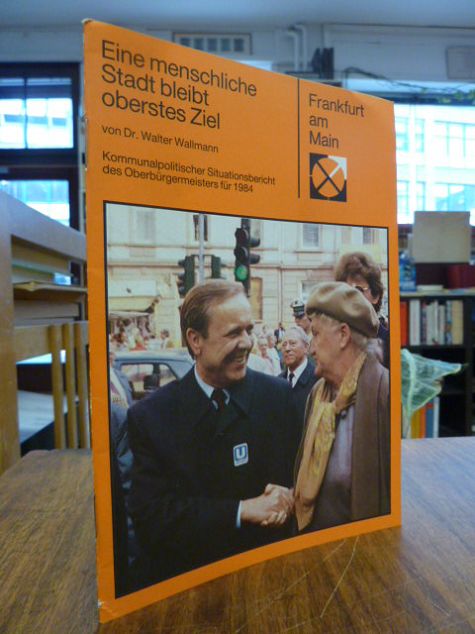 Eine menschliche
Stadt bleibt
oberstes Ziel
von Dr. Walter Wallmann
Kommunalpolitischer Situationsbericht
des Oberbürgermeisters für 1984
Frankfurt
am
Main
U